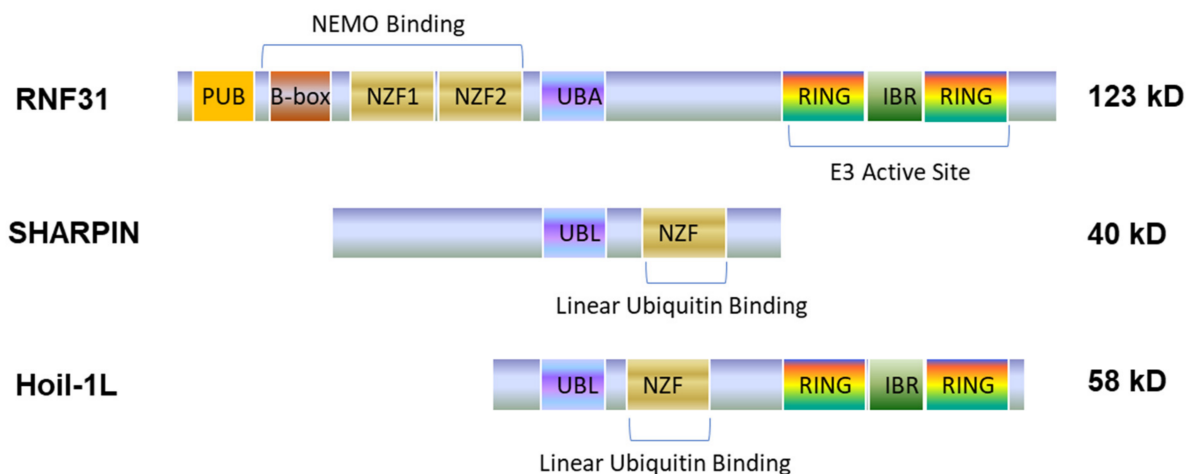 NEMO Binding
RNF31 PUB B-box NZF1 NZF2 UBA RING IBR RING 123 kD
E3 Active Site
SHARPIN UBL NZF 40 kD
Linear Ubiquitin Binding
Hoil-1L UBL NZF RING IBR RING 58 kD
Linear Ubiquitin Binding